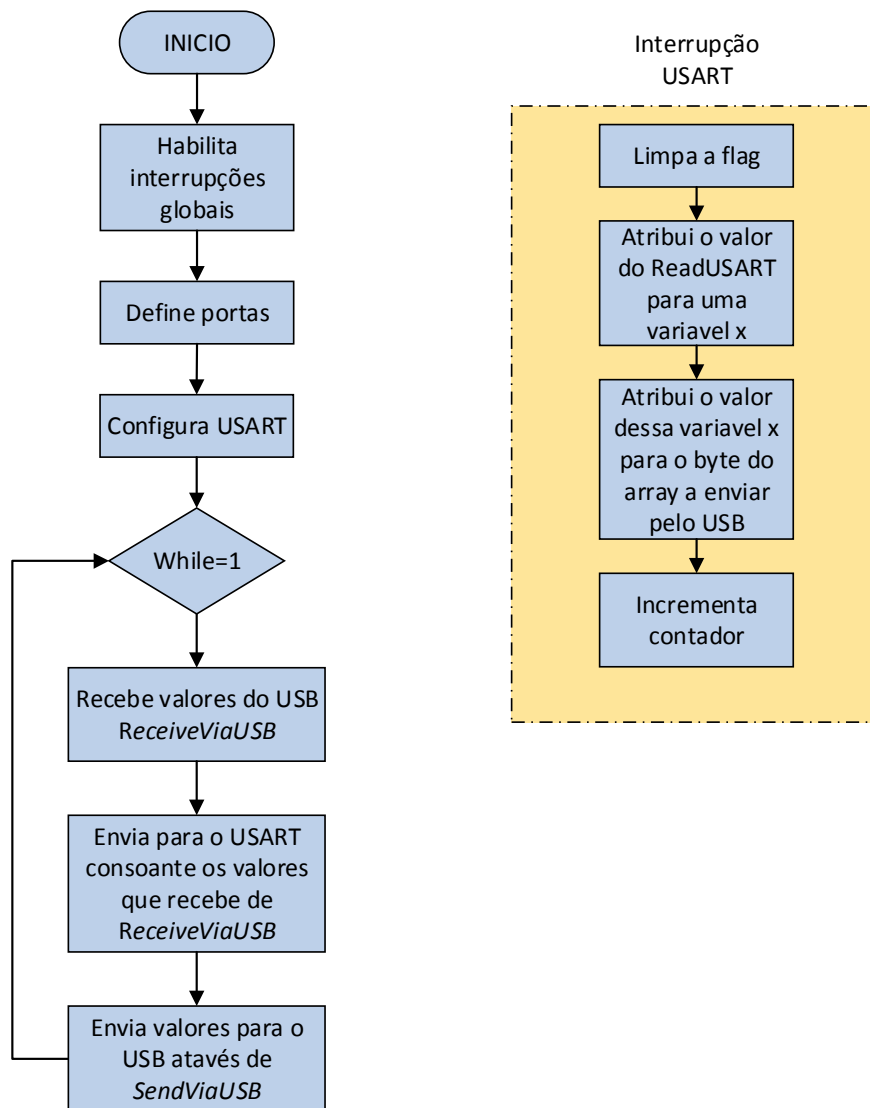 INICIO
Habilita
interrupções
globais
Define portas
Configura USART
While=1
Recebe valores do USB
ReceiveViaUSB
Envia para o USART
consoante os valores
que recebe de
ReceiveViaUSB
Envia valores para o
USB atavés de
SendViaUSB
Interrupção
USART
Limpa a flag
Atribui o valor
do ReadUSART
para uma
variavel x
Atribui o valor
dessa variavel x
para o byte do
array a enviar
pelo USB
Incrementa
contador